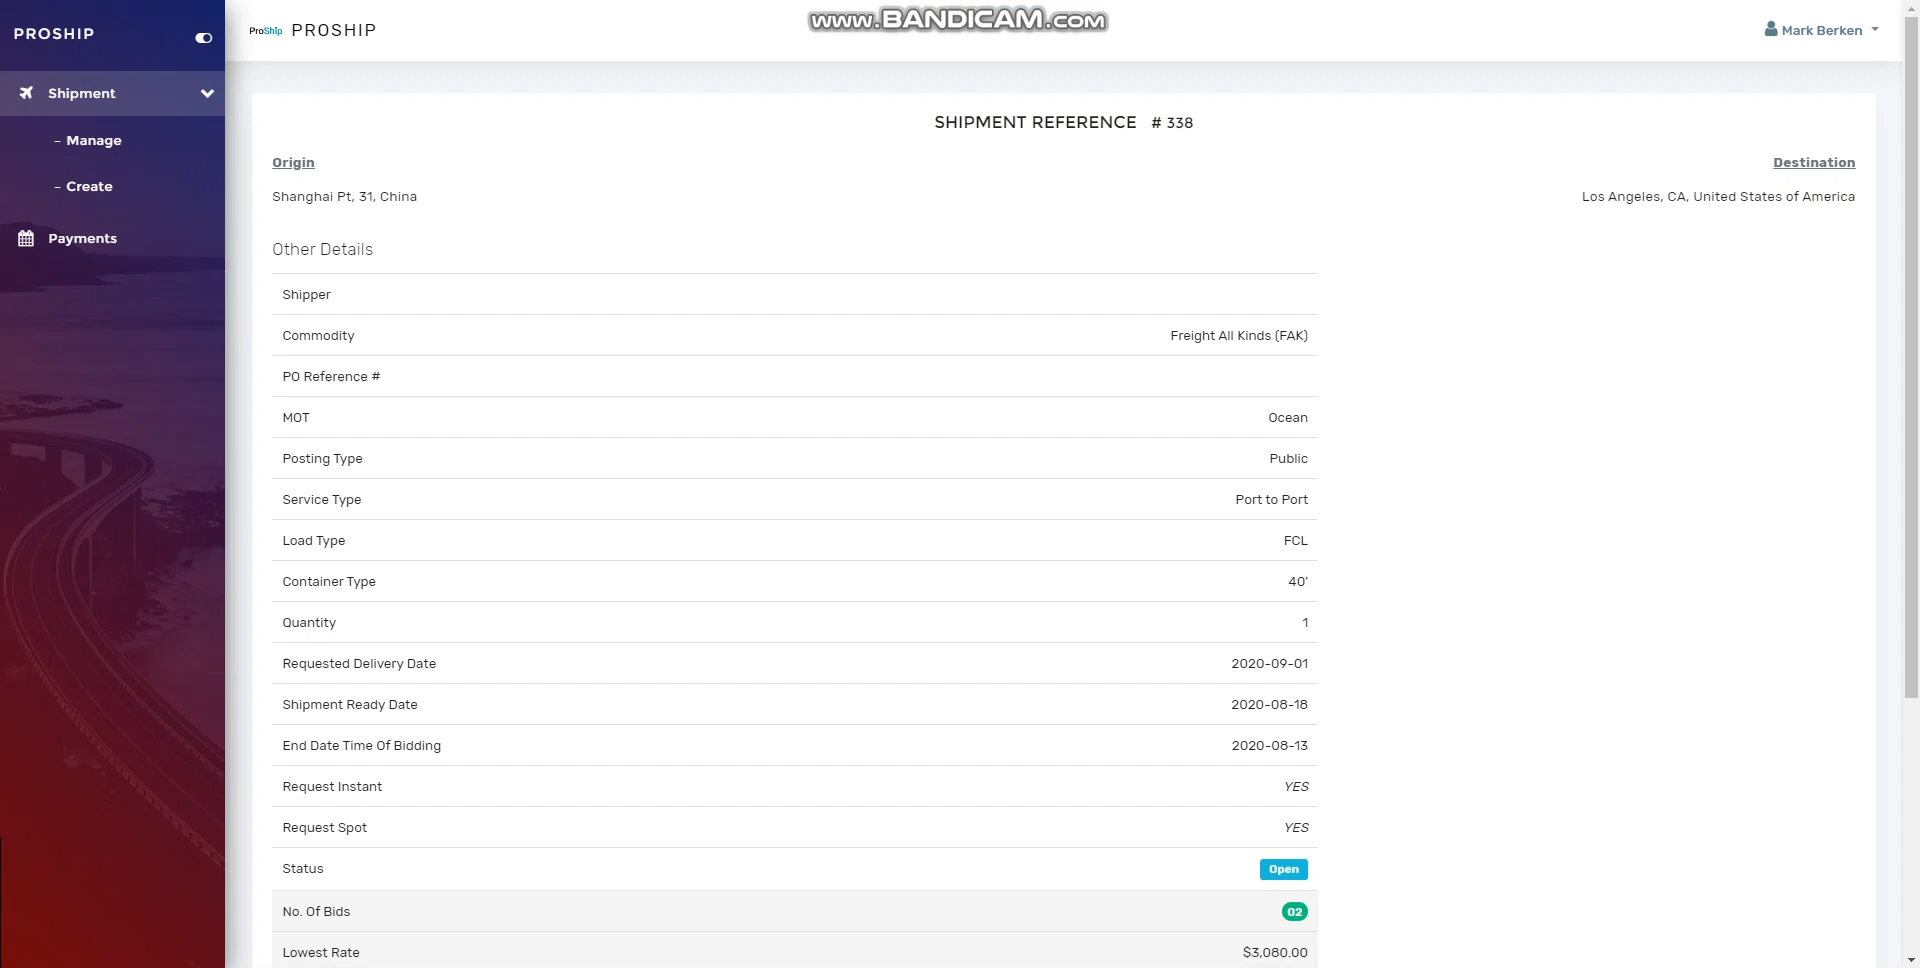 PROSHIP
ProShip PROSHIP
www.BANDICAM.com
Mark Berken
Shipment
– Manage
– Create
Payments
SHIPMENT REFERENCE # 338
Origin
Destination
Shanghai Pt, 31, China
Los Angeles, CA, United States of America
Other Details
Shipper
Commodity Freight All Kinds (FAK)
PO Reference #
MOT Ocean
Posting Type Public
Service Type Port to Port
Load Type FCL
Container Type 40'
Quantity 1
Requested Delivery Date 2020-09-01
Shipment Ready Date 2020-08-18
End Date Time Of Bidding 2020-08-13
Request Instant YES
Request Spot YES
Status Open
No. Of Bids 02
Lowest Rate $3,080.00